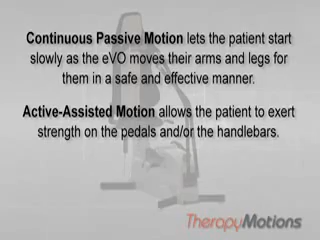 Continuous Passive Motion lets the patient start
slowly as the eVO moves their arms and legs for
them in a safe and effective manner.
Active-Assisted Motion allows the patient to exert
strength on the pedals and/or the handlebars.
TherapyMotions